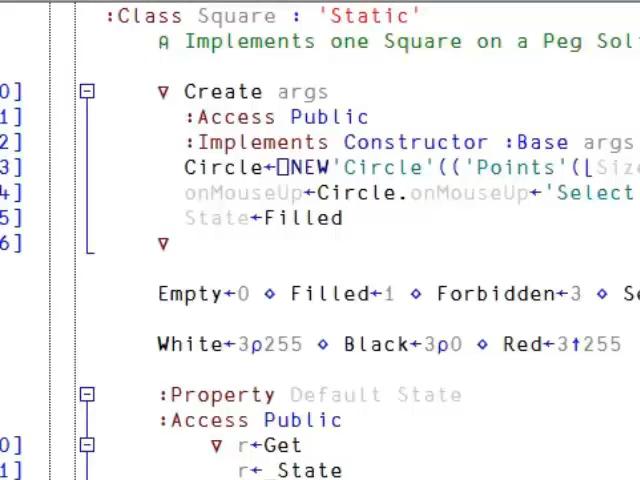 :Class Square : 'Static'
⍝ Implements one Square on a Peg
0] ∇ Create args
1] :Access Public
2] :Implements Constructor :Base args
3] Circle←⎕NEW'Circle'(('Points'(⌊Siz
4] onMouseUp←Circle.onMouseUp←'Select
5] State←Filled
6] ∇
Empty←0 ⋄ Filled←1 ⋄ Forbidden←3 ⋄
White←3⍴255 ⋄ Black←3⍴0 ⋄ Red←3↑255
:Property Default State
:Access Public
0] ∇ r←Get
1] r←_State